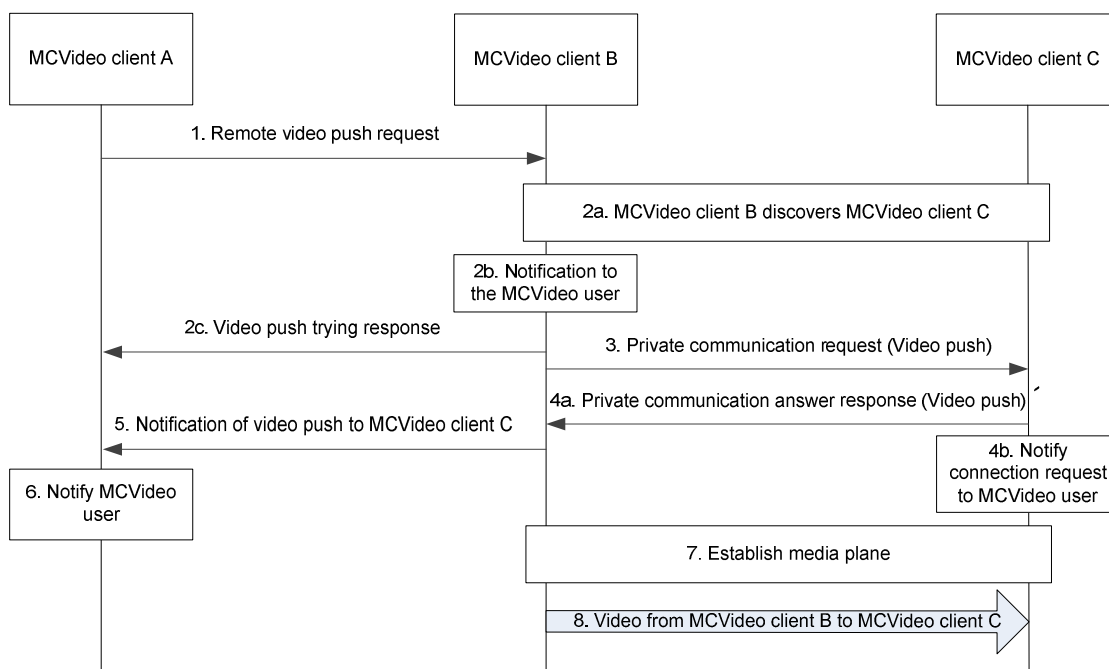 MCVideo client A
MCVideo client B
MCVideo client C
1. Remote video push request
2a. MCVideo client B discovers MCVideo client C
2b. Notification to
the MCVideo user
2c. Video push trying response
3. Private communication request (Video push)
4a. Private communication answer response (Video push)
5. Notification of video push to MCVideo client C
4b. Notify
connection request
to MCVideo user
6. Notify MCVideo
user
7. Establish media plane
8. Video from MCVideo client B to MCVideo client C